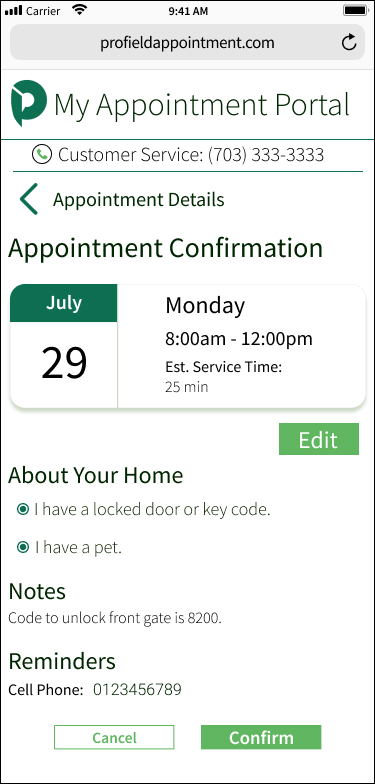 Carrier 9:41 AM
profieldappointment.com
My Appointment Portal
Customer Service: (703) 333-3333
Appointment Details
Appointment Confirmation
July
29
Monday
8:00am - 12:00pm
Est. Service Time:
25 min
Edit
About Your Home
I have a locked door or key code.
I have a pet.
Notes
Code to unlock front gate is 8200.
Reminders
Cell Phone: 0123456789
Cancel Confirm